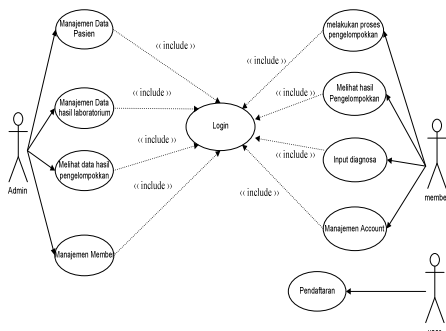 Manajemen Data
Pasien
‹‹ include ››
‹‹ include ››
melakukan proses
pengelompokkan
‹‹ include ››
Manajemen Data
hasil laboratorium
‹‹ include ››
Melihat hasil
Pengelompokkan
Login
‹‹ include ››
‹‹ include ››
Melihat data hasil
pengelompokkan
Input diagnosa
Admin
member
‹‹ include ››
‹‹ include ››
Manajemen Member
Manajemen Account
Pendaftaran